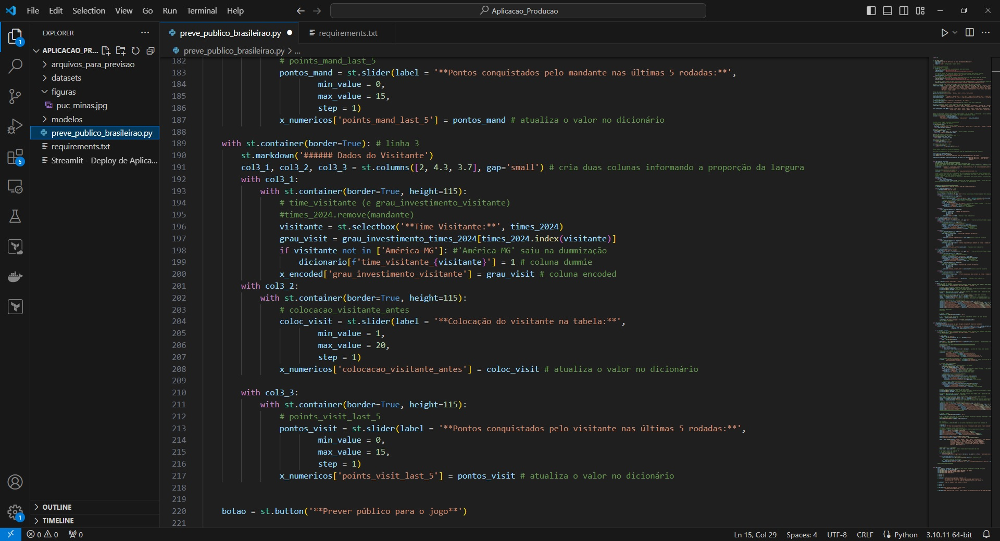 File Edit Selection View Go Run Terminal Help
Aplicacao_Producao
EXPLORER
preve_publico_brasileirao.py
requirements.txt
APLICACAO_PR...
preve_publico_brasileirao.py > ...
arquivos_para_previsao
datasets
figuras
puc_minas.jpg
modelos
preve_publico_brasileirao.py
requirements.txt
Streamlit - Deploy de Aplica...
OUTLINE
TIMELINE
1
5
1
182 # points_mand_last_5
183 pontos_mand = st.slider(label = '**Pontos conquistados pelo mandante nas últimas 5 rodadas:**',
184 min_value = 0,
185 max_value = 15,
186 step = 1)
187 x_numericos['points_mand_last_5'] = pontos_mand # atualiza o valor no dicionário
188
189 with st.container(border=True): # linha 3
190 st.markdown('###### Dados do Visitante')
191 col3_1, col3_2, col3_3 = st.columns([2, 4.3, 3.7], gap='small') # cria duas colunas informando a proporção da largura
192 with col3_1:
193 with st.container(border=True, height=115):
194 # time_visitante (e grau_investimento_visitante)
195 #times_2024.remove(mandante)
196 visitante = st.selectbox('**Time Visitante:**', times_2024)
197 grau_visit = grau_investimento_times_2024[times_2024.index(visitante)]
198 if visitante not in ['América-MG']: #'América-MG' saiu na dummização
199 dicionario[f'time_visitante_{visitante}'] = 1 # coluna dummie
200 x_encoded['grau_investimento_visitante'] = grau_visit # coluna encoded
201 with col3_2:
202 with st.container(border=True, height=115):
203 # colocacao_visitante_antes
204 coloc_visit = st.slider(label = '**Colocação do visitante na tabela:**',
205 min_value = 1,
206 max_value = 20,
207 step = 1)
208 x_numericos['colocacao_visitante_antes'] = coloc_visit # atualiza o valor no dicionário
209
210 with col3_3:
211 with st.container(border=True, height=115):
212 # points_visit_last_5
213 pontos_visit = st.slider(label = '**Pontos conquistados pelo visitante nas últimas 5 rodadas:**',
214 min_value = 0,
215 max_value = 15,
216 step = 1)
217 x_numericos['points_visit_last_5'] = pontos_visit # atualiza o valor no dicionário
218
219
220 botao = st.button('**Prever público para o jogo**')
221
0 0 0
Ln 15, Col 29 Spaces: 4 UTF-8 CRLF Python 3.10.11 64-bit